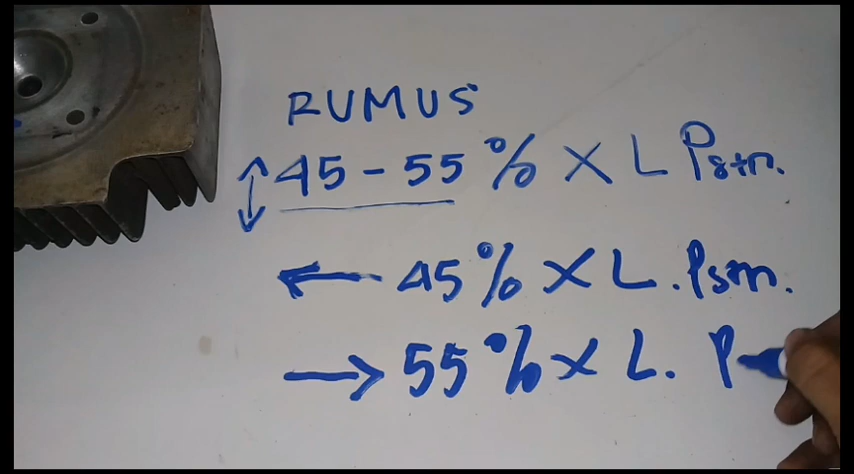 RUMUS
↕ 45 - 55 % X L Pstn.
← 45 % X L. Pstn.
→ 55 % X L. P